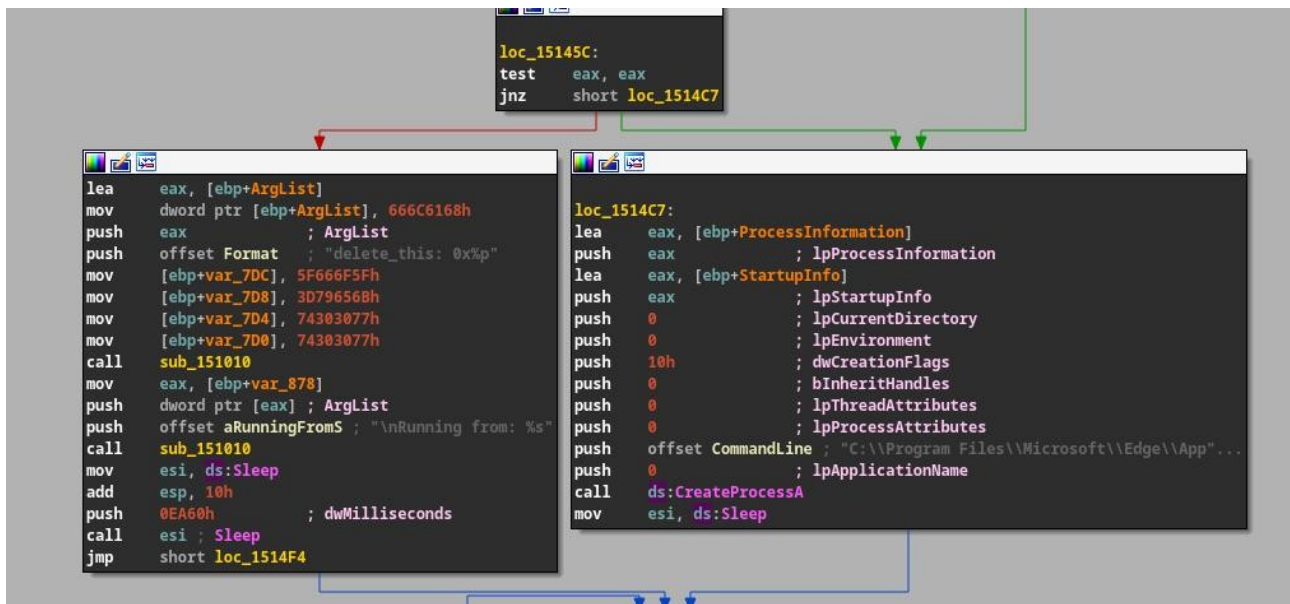 loc_15145C:
test eax, eax
jnz short loc_1514C7
lea eax, [ebp+ArgList]
mov dword ptr [ebp+ArgList], 666C6168h
push eax ; ArgList
push offset Format ; "delete_this: 0x%p"
mov [ebp+var_7DC], 5F666F5Fh
mov [ebp+var_7D8], 3D79656Bh
mov [ebp+var_7D4], 74303077h
mov [ebp+var_7D0], 74303077h
call sub_151010
mov eax, [ebp+var_878]
push dword ptr [eax] ; ArgList
push offset aRunningFromS ; "\nRunning from: %s"
call sub_151010
mov esi, ds:Sleep
add esp, 10h
push 0EA60h ; dwMilliseconds
call esi ; Sleep
jmp short loc_1514F4
loc_1514C7:
lea eax, [ebp+ProcessInformation]
push eax ; lpProcessInformation
lea eax, [ebp+StartupInfo]
push eax ; lpStartupInfo
push 0 ; lpCurrentDirectory
push 0 ; lpEnvironment
push 10h ; dwCreationFlags
push 0 ; bInheritHandles
push 0 ; lpThreadAttributes
push 0 ; lpProcessAttributes
push offset CommandLine ; "C:\\Program Files\\Microsoft\\Edge\\App"...
push 0 ; lpApplicationName
call ds:CreateProcessA
mov esi, ds:Sleep